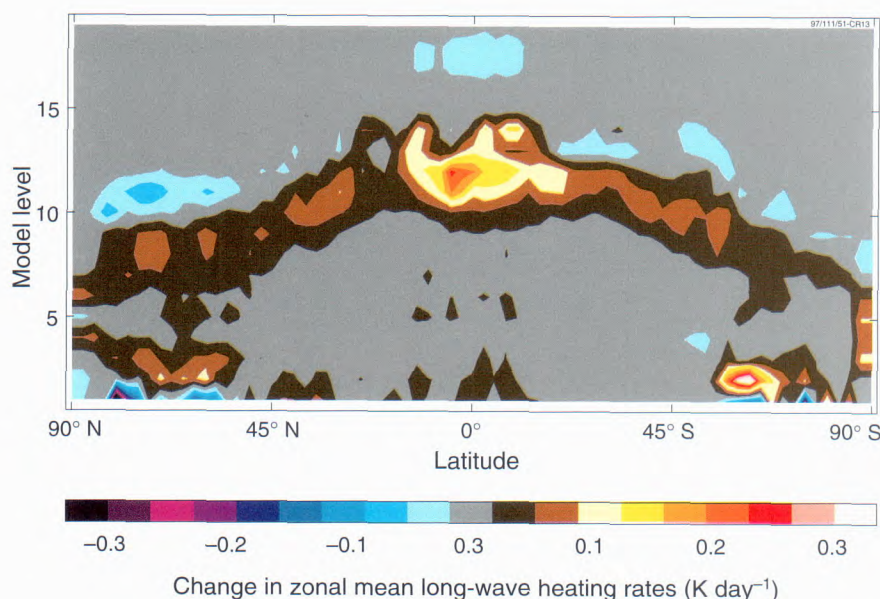 97/111/51-CR13
15
10
5
Model level
90° N 45° N 0° 45° S 90° S
Latitude
–0.3 –0.2 –0.1 0.3 0.1 0.2 0.3
Change in zonal mean long-wave heating rates (K day⁻¹)